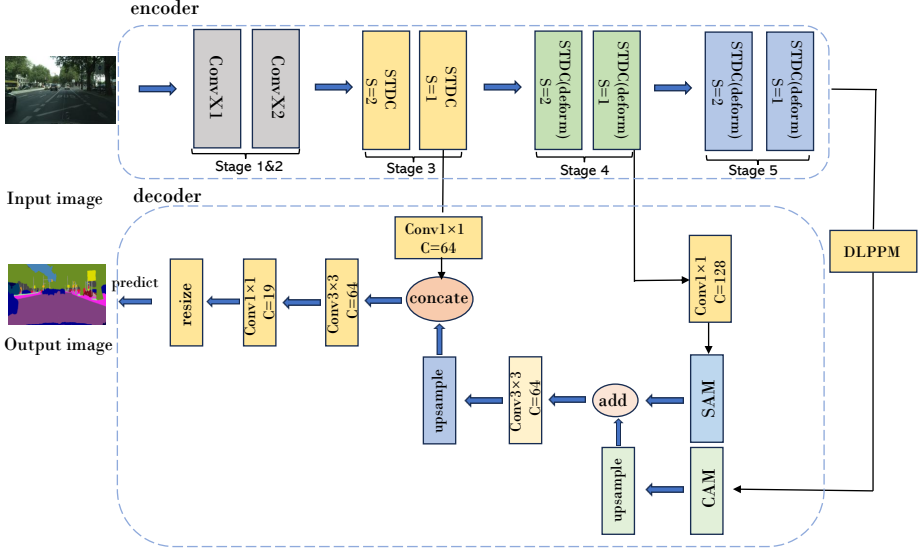 encoder
ConvX1
ConvX2
STDC
S=2
STDC
S=1
STDC(deform)
S=2
STDC(deform)
S=1
STDC(deform)
S=2
STDC(deform)
S=1
Stage 1&2
Stage 3
Stage 4
Stage 5
Input image
decoder
Conv1×1
C=64
Conv1×1
C=128
DLPPM
predict
resize
Conv1×1
C=19
Conv3×3
C=64
concate
Output image
upsample
Conv3×3
C=64
add
SAM
upsample
CAM